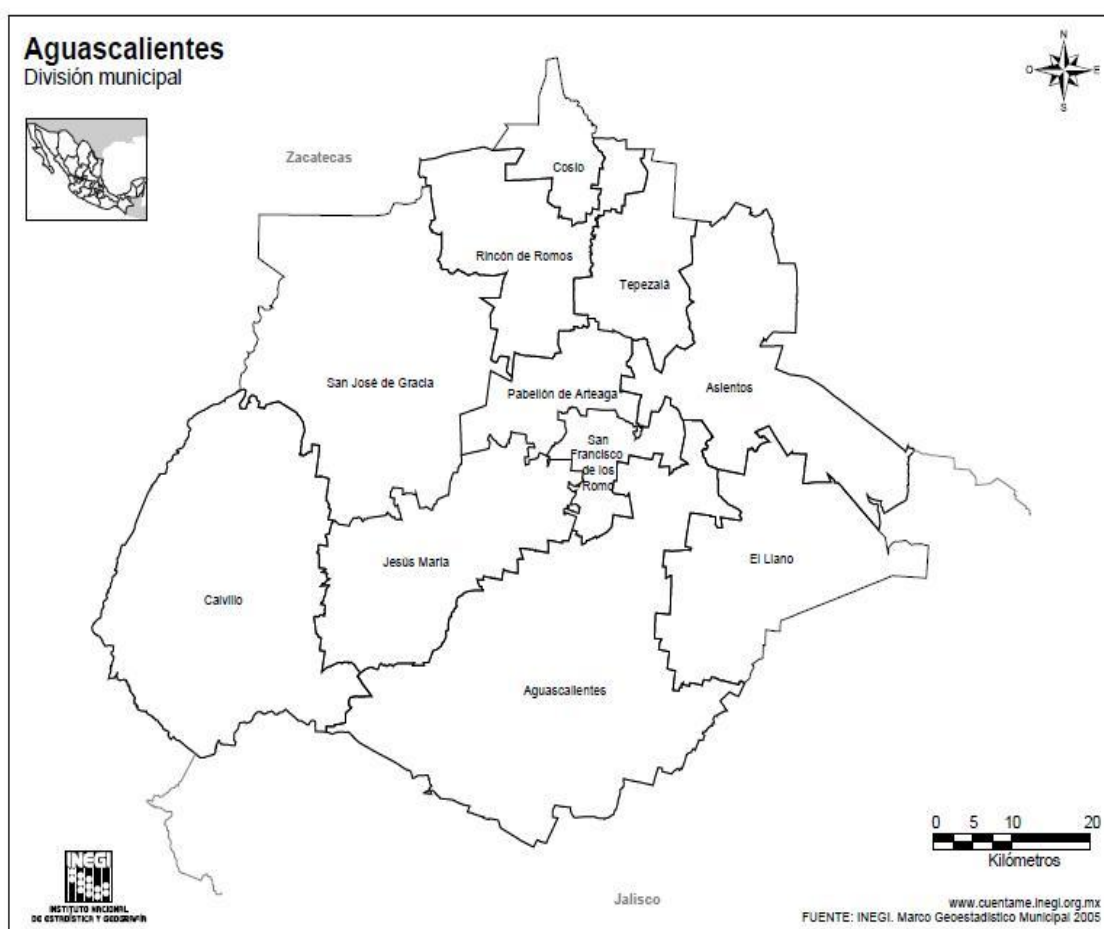 Aguascalientes
División municipal
N
O
E
S
Zacatecas
Cosío
Rincón de Romos
Tepezalá
San José de Gracia
Asientos
Pabellón de Arteaga
San
Francisco
de los
Romo
Jesús María
El Llano
Calvillo
Aguascalientes
0 5 10 20
Kilómetros
INEGI
INSTITUTO NACIONAL
DE ESTADÍSTICA Y GEOGRAFÍA
Jalisco
www.cuentame.inegi.org.mx
FUENTE: INEGI. Marco Geoestadístico Municipal 2005